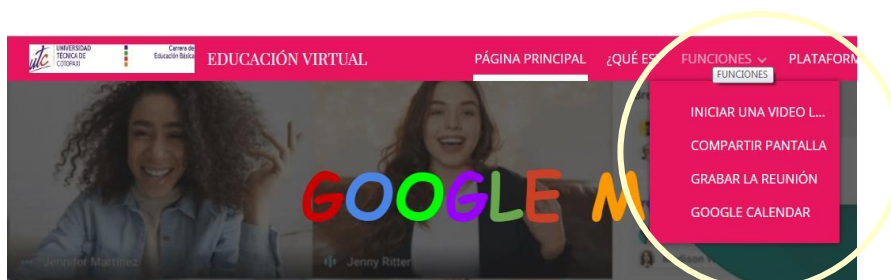 UNIVERSIDAD
TÉCNICA DE
COTOPAXI
Carrera de
Educación Básica
EDUCACIÓN VIRTUAL
PÁGINA PRINCIPAL
¿QUÉ ES
FUNCIONES
PLATAFORM
FUNCIONES
INICIAR UNA VIDEO L...
COMPARTIR PANTALLA
GRABAR LA REUNIÓN
GOOGLE CALENDAR
GOOGLE M
Jennifer Martinez
Jenny Ritter